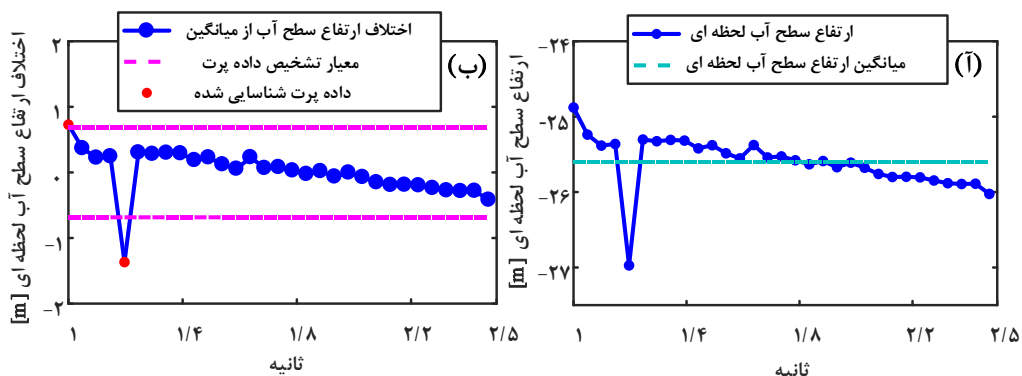 (آ)
ارتفاع سطح آب لحظه ای
میانگین ارتفاع سطح آب لحظه ای
ارتفاع سطح آب لحظه ای [m]
-۲۴
-۲۵
-۲۶
-۲۷
۱
۱/۴
۱/۸
۲/۲
۲/۵
ثانیه
(ب)
اختلاف ارتفاع سطح آب از میانگین
معیار تشخیص داده پرت
داده پرت شناسایی شده
اختلاف ارتفاع سطح آب لحظه ای [m]
۲
۱
۰
-۱
-۲
۱
۱/۴
۱/۸
۲/۲
۲/۵
ثانیه